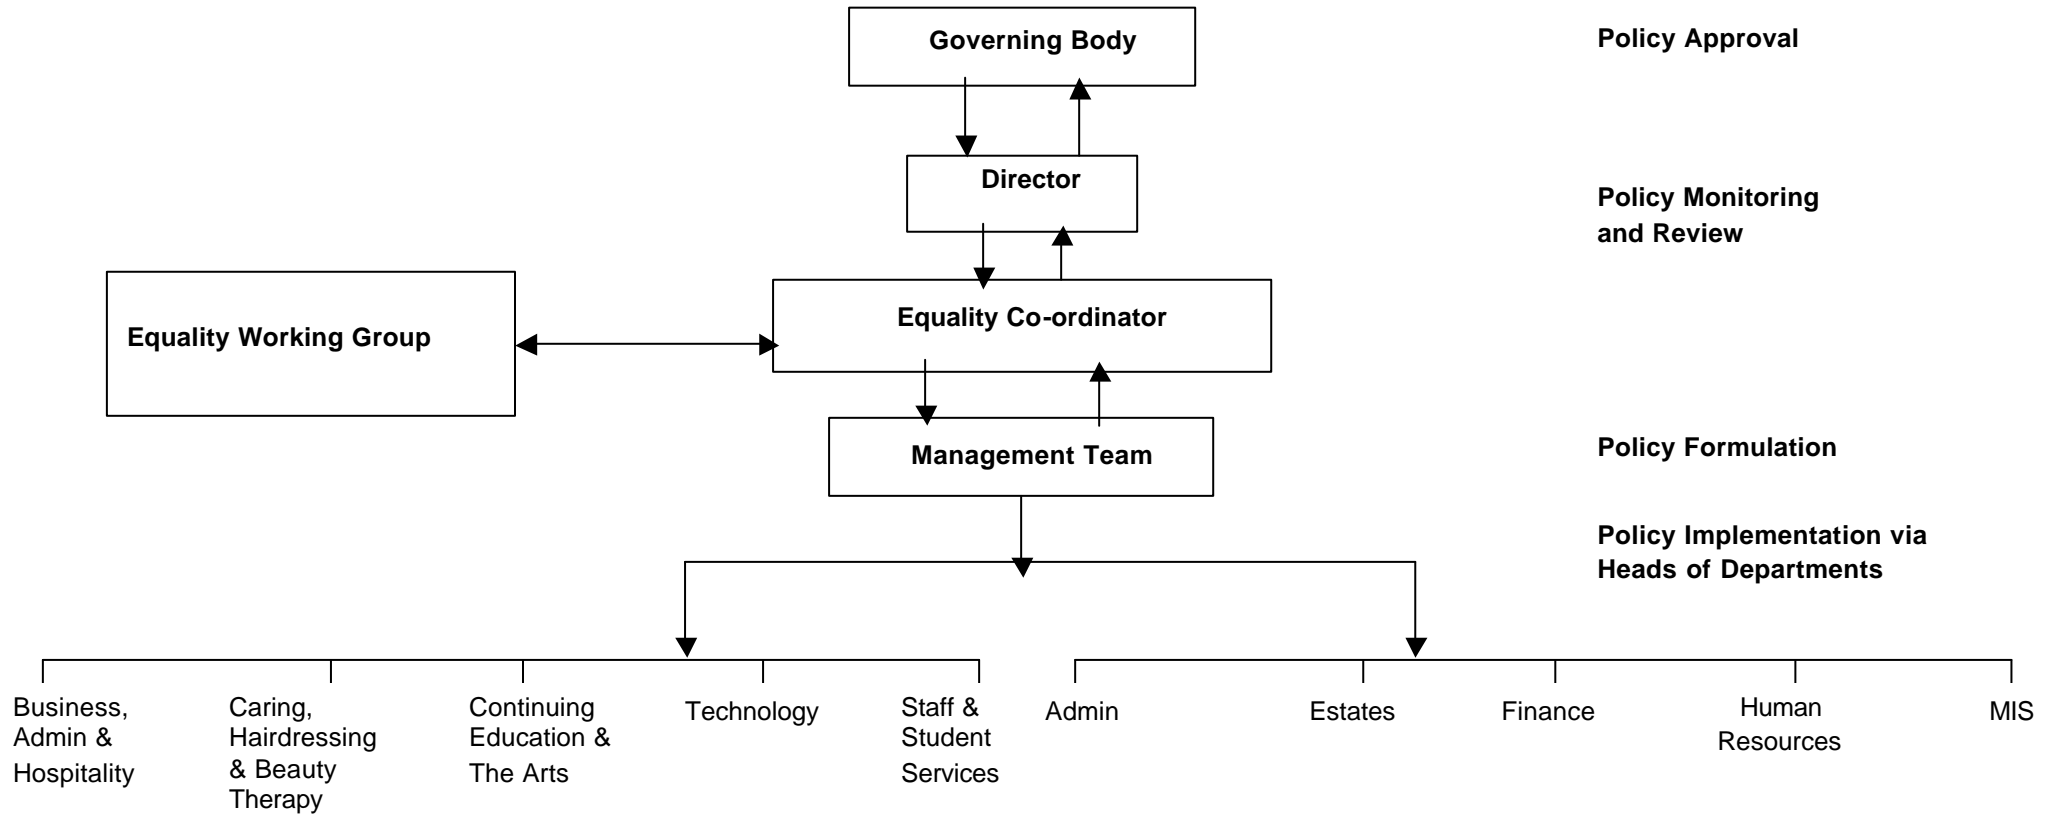 Governing Body
Policy Approval
Director
Policy Monitoring
and Review
Equality Working Group
Equality Co-ordinator
Management Team
Policy Formulation
Policy Implementation via
Heads of Departments
Business,
Admin &
Hospitality
Caring,
Hairdressing
& Beauty
Therapy
Continuing
Education &
The Arts
Technology
Staff &
Student
Services
Admin
Estates
Finance
Human
Resources
MIS